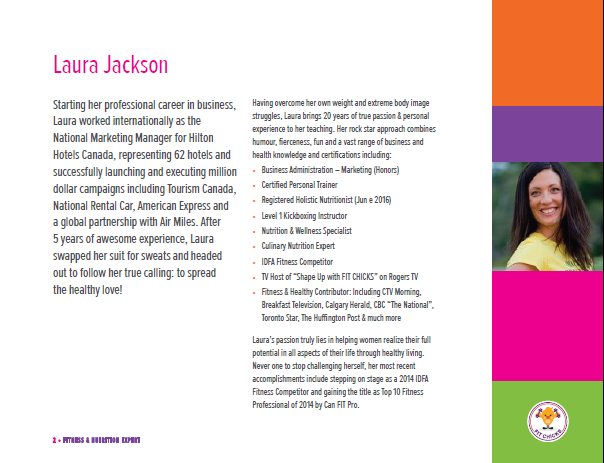 Laura Jackson
Starting her professional career in business,
Laura worked internationally as the
National Marketing Manager for Hilton
Hotels Canada, representing 62 hotels and
successfully launching and executing million
dollar campaigns including Tourism Canada,
National Rental Car, American Express and
a global partnership with Air Miles. After
5 years of awesome experience, Laura
swapped her suit for sweats and headed
out to follow her true calling: to spread
the healthy love!
Having overcome her own weight and extreme body image
struggles, Laura brings 20 years of true passion & personal
experience to her teaching. Her rock star approach combines
humour, fierceness, fun and a vast range of business and
health knowledge and certifications including:
• Business Administration – Marketing (Honors)
• Certified Personal Trainer
• Registered Holistic Nutritionist (Jun e 2016)
• Level 1 Kickboxing Instructor
• Nutrition & Wellness Specialist
• Culinary Nutrition Expert
• IDFA Fitness Competitor
• TV Host of "Shape Up with FIT CHICKS" on Rogers TV
• Fitness & Healthy Contributor: Including CTV Morning,
Breakfast Television, Calgary Herald, CBC "The National",
Toronto Star, The Huffington Post & much more
Laura's passion truly lies in helping women realize their full
potential in all aspects of their life through healthy living.
Never one to stop challenging herself, her most recent
accomplishments include stepping on stage as a 2014 IDFA
Fitness Competitor and gaining the title as Top 10 Fitness
Professional of 2014 by Can FIT Pro.
FIT CHICKS
2 • FITNESS & NUTRITION EXPERT